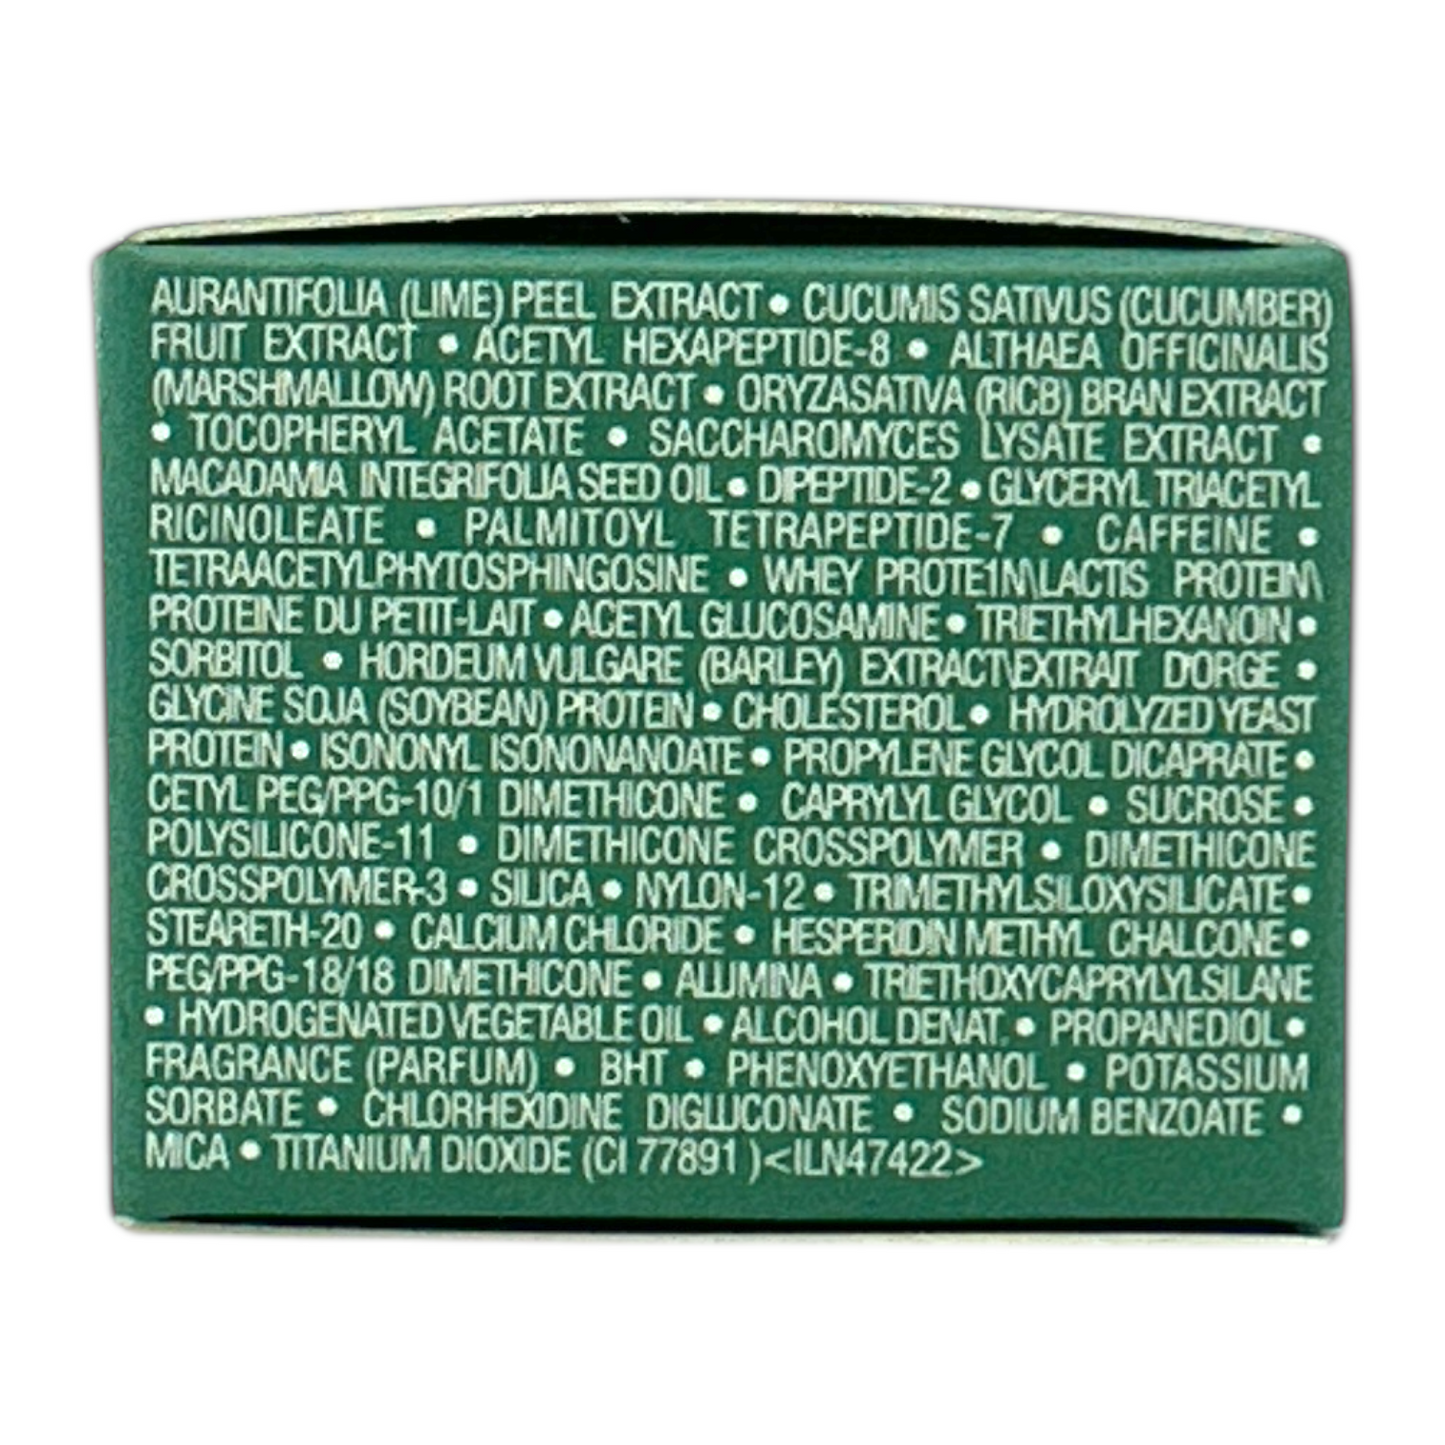 AURANTIFOLIA (LIME) PEEL EXTRACT • CUCUMIS SATIVUS (CUCUMBER)
FRUIT EXTRACT • ACETYL HEXAPEPTIDE-8 • ALTHAEA OFFICINALIS
(MARSHMALLOW) ROOT EXTRACT • ORYZASATIVA (RICB) BRAN EXTRACT
• TOCOPHERYL ACETATE • SACCHAROMYCES LYSATE EXTRACT •
MACADAMIA INTEGRIFOLIA SEED OIL • DIPEPTIDE-2 • GLYCERYL TRIACETYL
RICINOLEATE • PALMITOYL TETRAPEPTIDE-7 • CAFFEINE •
TETRAACETYLPHYTOSPHINGOSINE • WHEY PROTE1N\LACTIS PROTEIN\
PROTEINE DU PETIT-LAIT • ACETYL GLUCOSAMINE • TRIETHYLHEXANOIN •
SORBITOL • HORDEUM VULGARE (BARLEY) EXTRACT\EXTRAIT D'ORGE •
GLYCINE SOJA (SOYBEAN) PROTEIN • CHOLESTEROL • HYDROLYZED YEAST
PROTEIN • ISONONYL ISONONANOATE • PROPYLENE GLYCOL DICAPRATE •
CETYL PEG/PPG-10/1 DIMETHICONE • CAPRYLYL GLYCOL • SUCROSE •
POLYSILICONE-11 • DIMETHICONE CROSSPOLYMER • DIMETHICONE
CROSSPOLYMER-3 • SILICA • NYLON-12 • TRIMETHYLSILOXYSILICATE •
STEARETH-20 • CALCIUM CHLORIDE • HESPERIDIN METHYL CHALCONE •
PEG/PPG-18/18 DIMETHICONE • ALUMINA • TRIETHOXYCAPRYLYLSILANE
• HYDROGENATED VEGETABLE OIL • ALCOHOL DENAT. • PROPANEDIOL •
FRAGRANCE (PARFUM) • BHT • PHENOXYETHANOL • POTASSIUM
SORBATE • CHLORHEXIDINE DIGLUCONATE • SODIUM BENZOATE •
MICA • TITANIUM DIOXIDE (CI 77891 )<ILN47422>